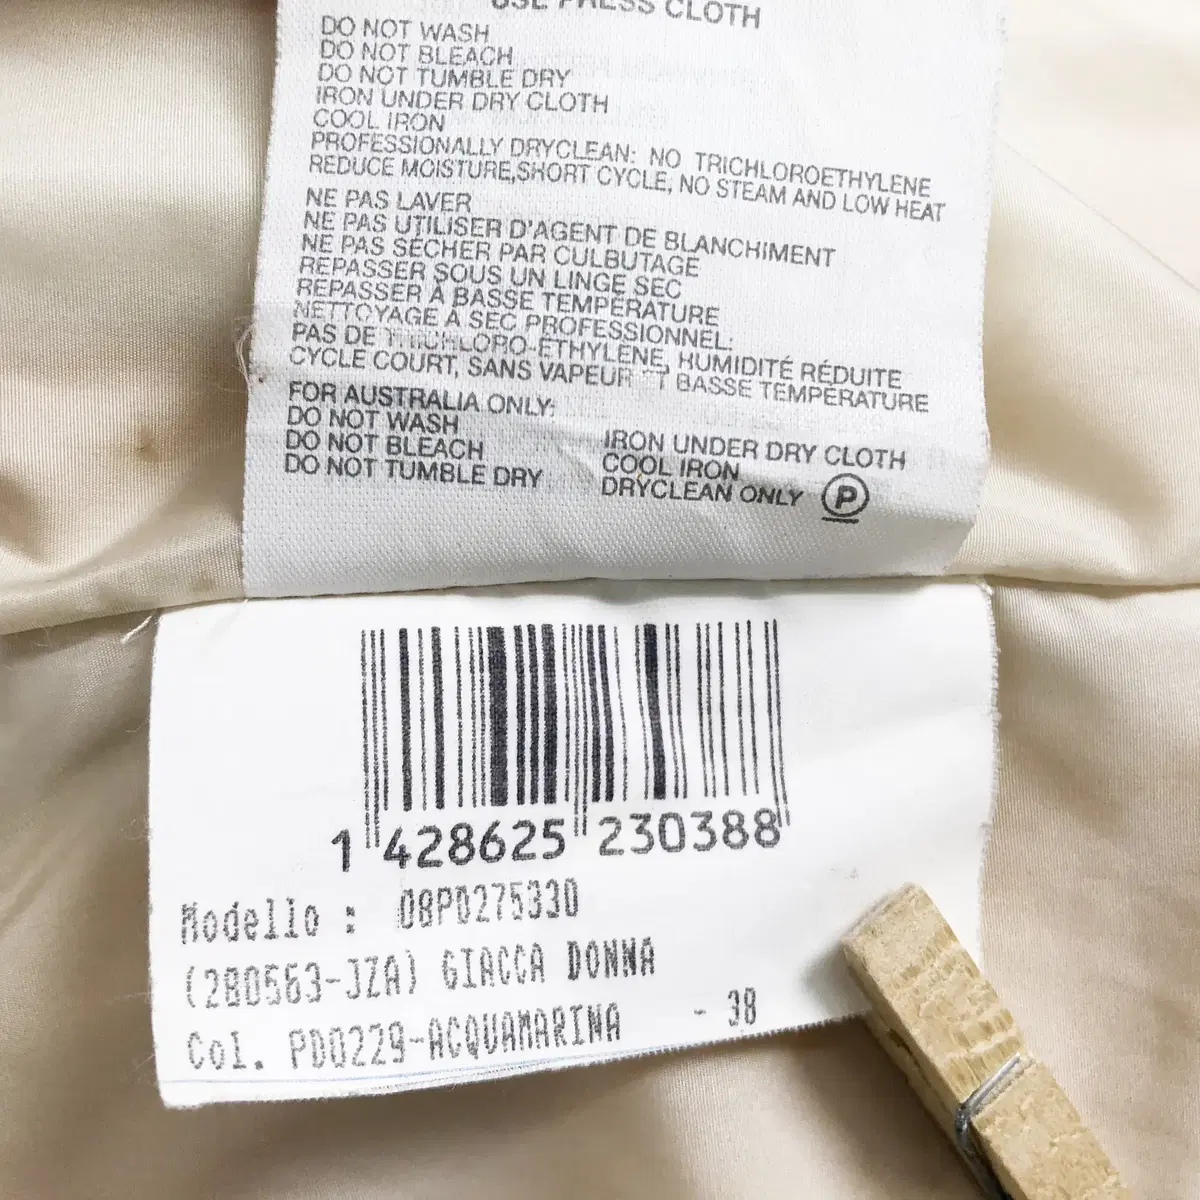 USE PRESS CLOTH
DO NOT WASH
DO NOT BLEACH
DO NOT TUMBLE DRY
IRON UNDER DRY CLOTH
COOL IRON
PROFESSIONALLY DRYCLEAN: NO TRICHLOROETHYLENE
REDUCE MOISTURE,SHORT CYCLE, NO STEAM AND LOW HEAT
NE PAS LAVER
NE PAS UTILISER D'AGENT DE BLANCHIMENT
NE PAS SÉCHER PAR CULBUTAGE
REPASSER SOUS UN LINGE SEC
REPASSER À BASSE TEMPÉRATURE
NETTOYAGE À SEC PROFESSIONNEL:
PAS DE TRICHLORO-ÉTHYLÈNE, HUMIDITÉ RÉDUITE
CYCLE COURT, SANS VAPEUR ET BASSE TEMPÉRATURE
FOR AUSTRALIA ONLY:
DO NOT WASH
DO NOT BLEACH
DO NOT TUMBLE DRY
IRON UNDER DRY CLOTH
COOL IRON
DRYCLEAN ONLY P
1 428625 230388
Modello : 08PD275330
(280563-JZA) GIACCA DONNA
Col. PD0229-ACQUAMARINA - 38